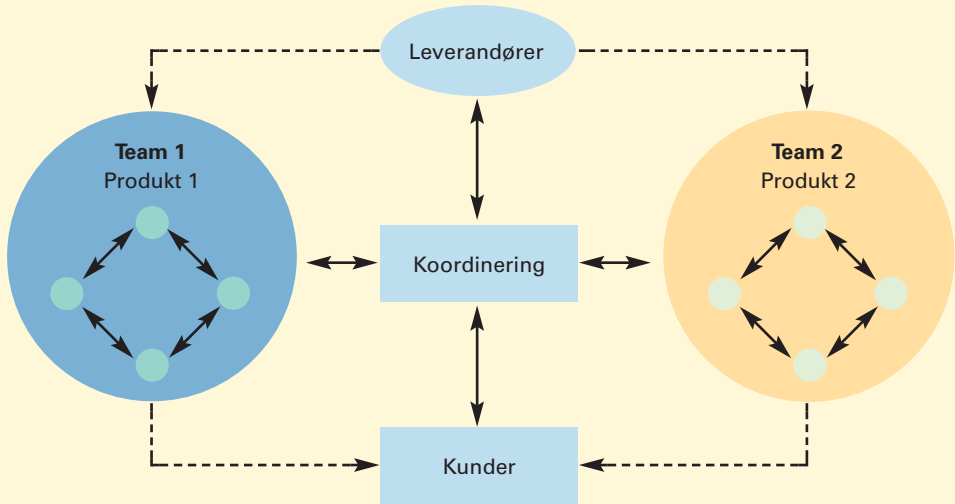 Leverandører
Team 1
Produkt 1
Team 2
Produkt 2
Koordinering
Kunder